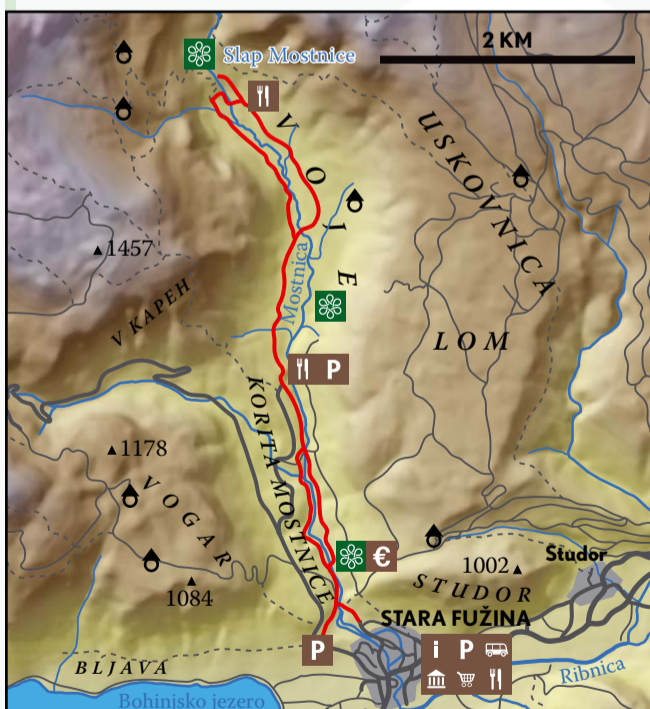 Slap Mostnice
2 KM
VOJE
USKOVNICA
1457
Mostnica
V KAPEH
LOM
P
KORITA MOSTNICE
1178
VOGAR
€
1002
Studor
1084
STUDOR
STARA FUŽINA
P
i P
BLJAVA
Ribnica
Bohinjsko jezero